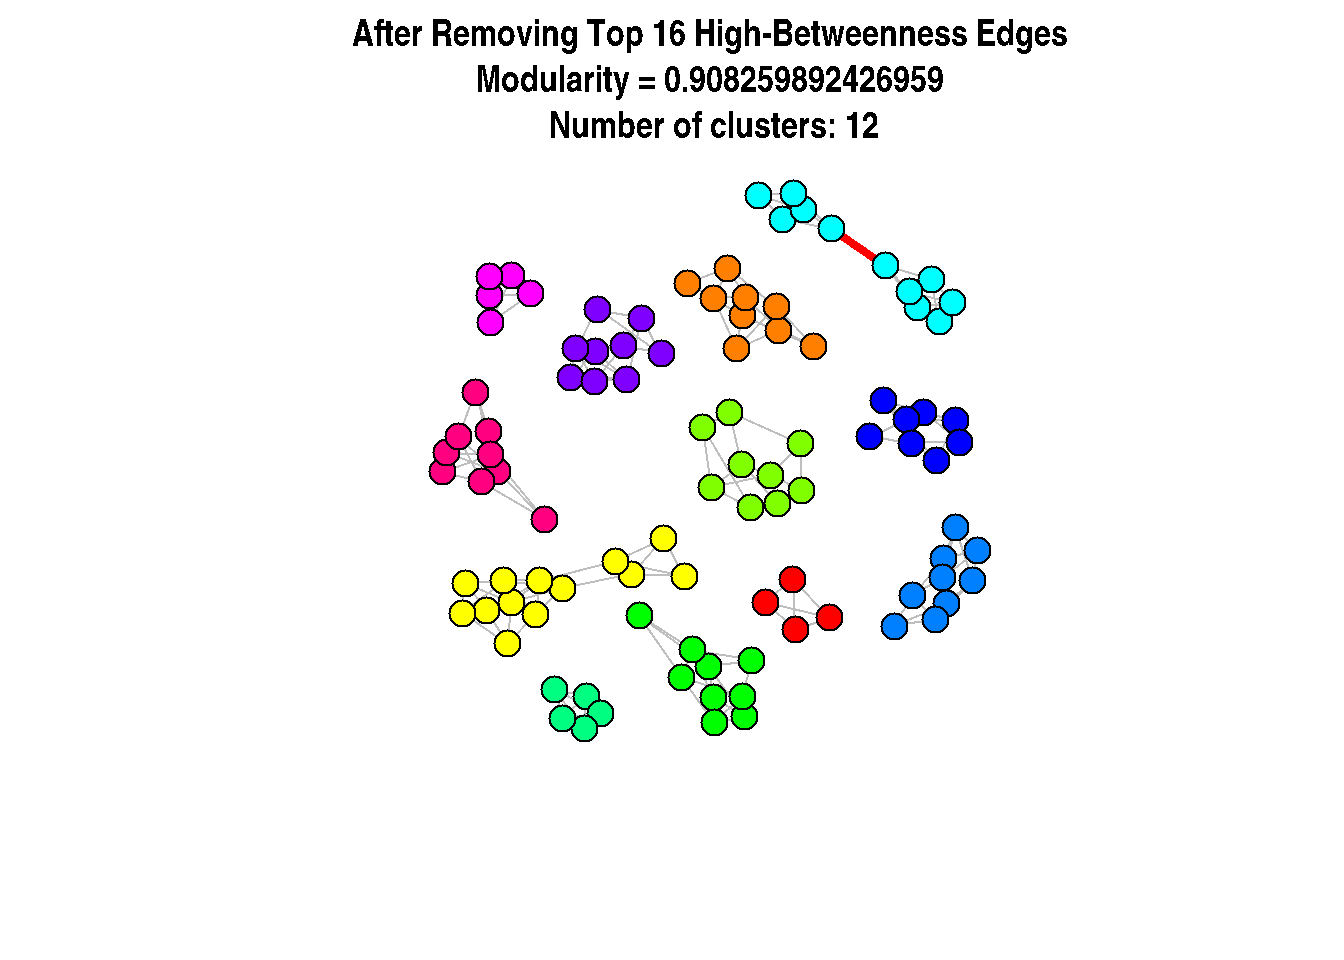 After Removing Top 16 High-Betweenness Edges
Modularity = 0.908259892426959
Number of clusters: 12